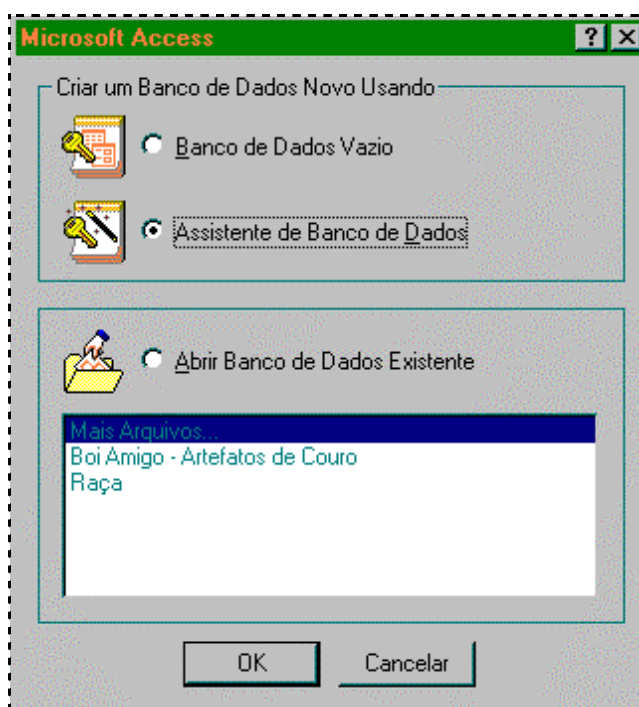 Microsoft Access
Criar um Banco de Dados Novo Usando
Banco de Dados Vazio
Assistente de Banco de Dados
Abrir Banco de Dados Existente
Mais Arquivos...
Boi Amigo - Artefatos de Couro
Raça
OK Cancelar